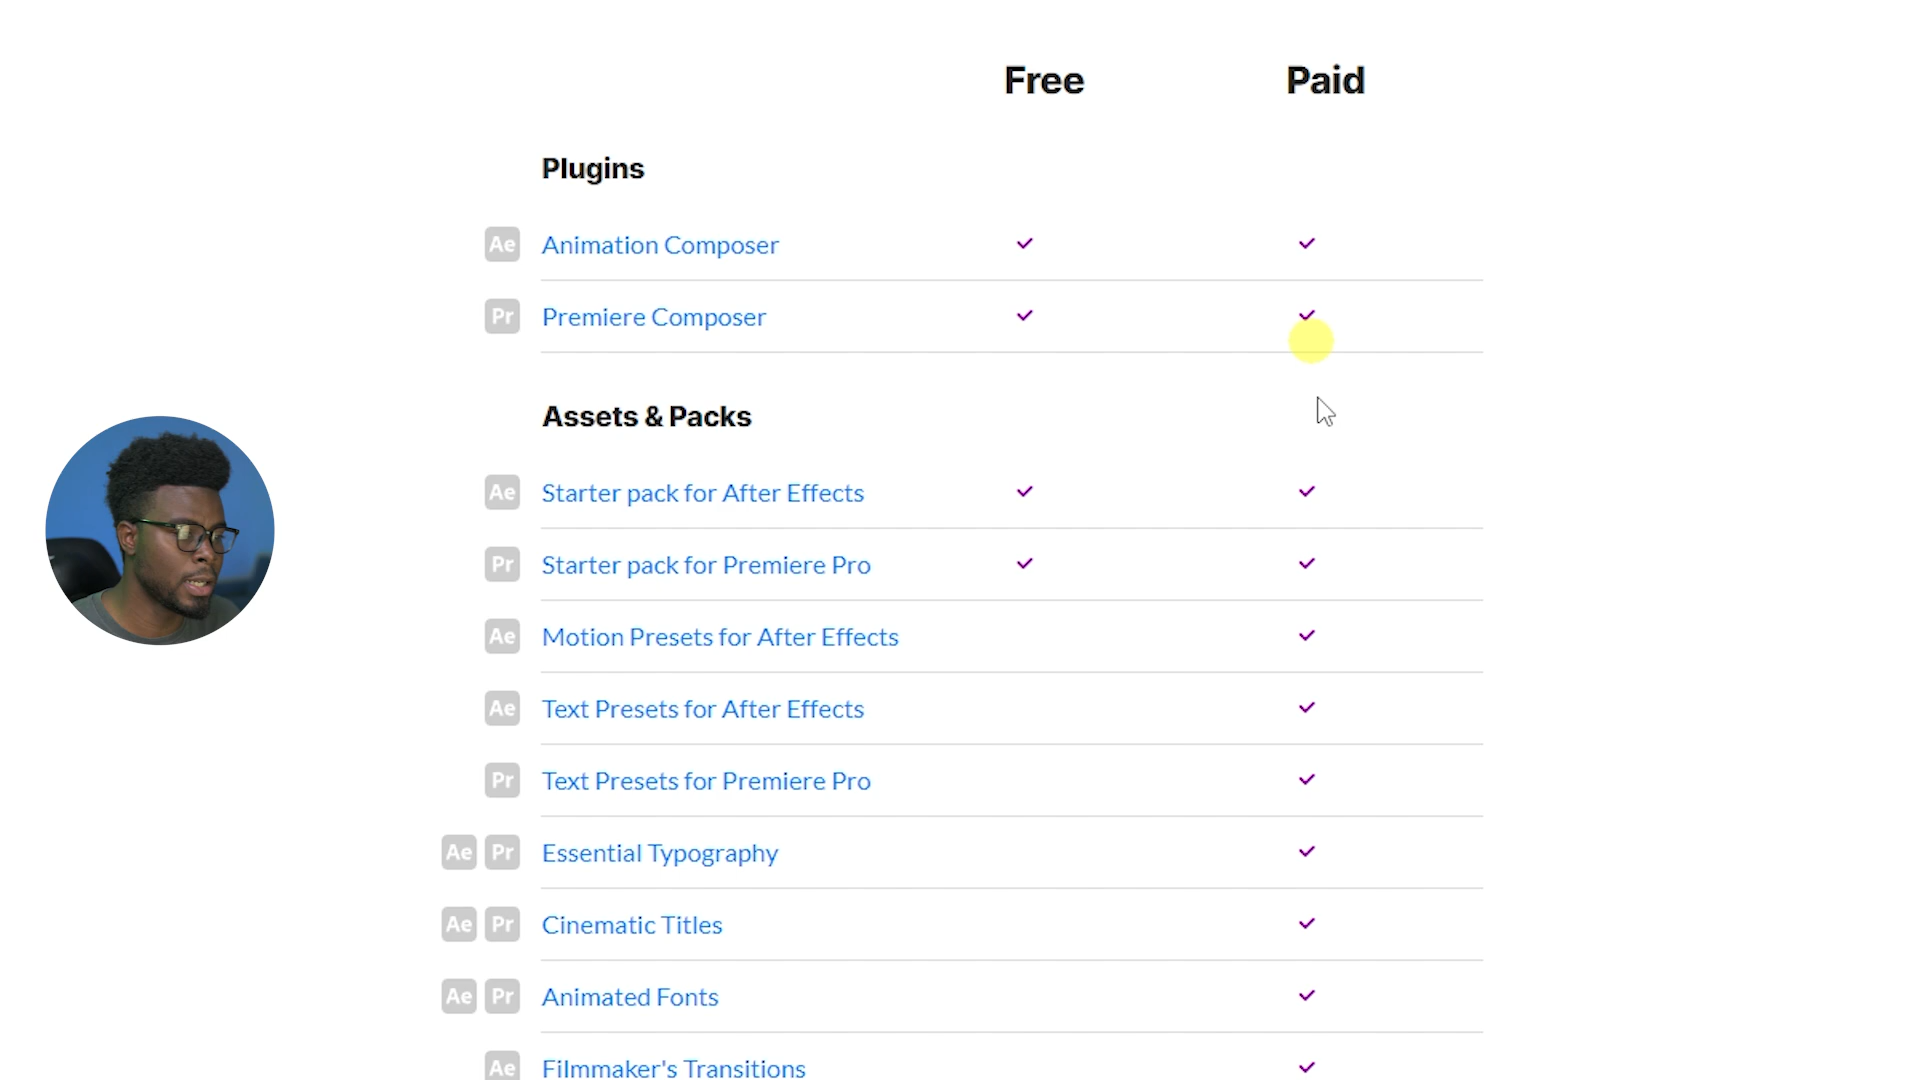 Free Paid
Plugins
Ae Animation Composer
Pr Premiere Composer
Assets & Packs
Ae Starter pack for After Effects
Pr Starter pack for Premiere Pro
Ae Motion Presets for After Effects
Ae Text Presets for After Effects
Pr Text Presets for Premiere Pro
Ae Pr Essential Typography
Ae Pr Cinematic Titles
Ae Pr Animated Fonts
Ae Filmmaker's Transitions